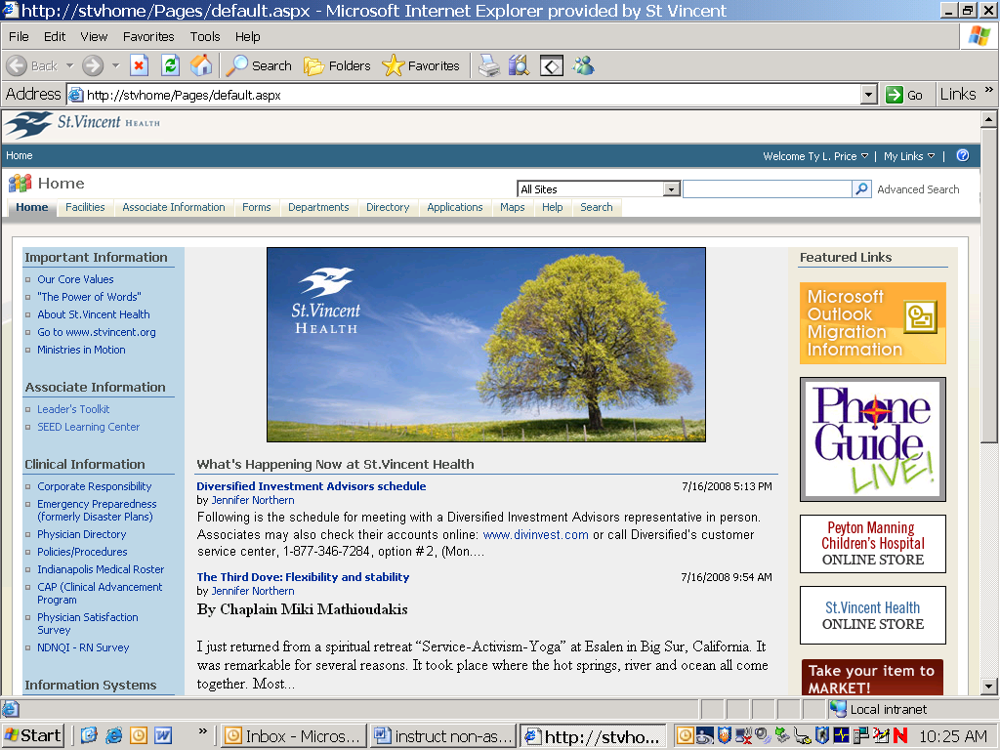 http://stvhome/Pages/default.aspx - Microsoft Internet Explorer provided by St Vincent
File Edit View Favorites Tools Help
Back Search Folders Favorites
Address http://stvhome/Pages/default.aspx Go Links »
St.Vincent HEALTH
Home Welcome Ty L. Price | My Links |
Home All Sites Advanced Search
Home Facilities Associate Information Forms Departments Directory Applications Maps Help Search
Important Information
Our Core Values
"The Power of Words"
About St.Vincent Health
Go to www.stvincent.org
Ministries in Motion
Associate Information
Leader's Toolkit
SEED Learning Center
Clinical Information
Corporate Responsibility
Emergency Preparedness
(formerly Disaster Plans)
Physician Directory
Policies/Procedures
Indianapolis Medical Roster
CAP (Clinical Advancement
Program
Physician Satisfaction
Survey
NDNQI - RN Survey
Information Systems
St.Vincent
HEALTH
What's Happening Now at St.Vincent Health
Diversified Investment Advisors schedule 7/16/2008 5:13 PM
by Jennifer Northern
Following is the schedule for meeting with a Diversified Investment Advisors representative in person.
Associates may also check their accounts online: www.divinvest.com or call Diversified's customer
service center, 1-877-346-7284, option # 2, (Mon....
The Third Dove: Flexibility and stability 7/16/2008 9:54 AM
by Jennifer Northern
By Chaplain Miki Mathioudakis
I just returned from a spiritual retreat “Service-Activism-Yoga” at Esalen in Big Sur, California. It
was remarkable for several reasons. It took place where the hot springs, river and ocean all come
together. Most...
Featured Links
Microsoft
Outlook
Migration
Information
Phone
Guide
LIVE!
Peyton Manning
Children's Hospital
ONLINE STORE
St.Vincent Health
ONLINE STORE
Take your item to
MARKET!
Local intranet
Start » Inbox - Micros... instruct non-as... http://stvho... 10:25 AM